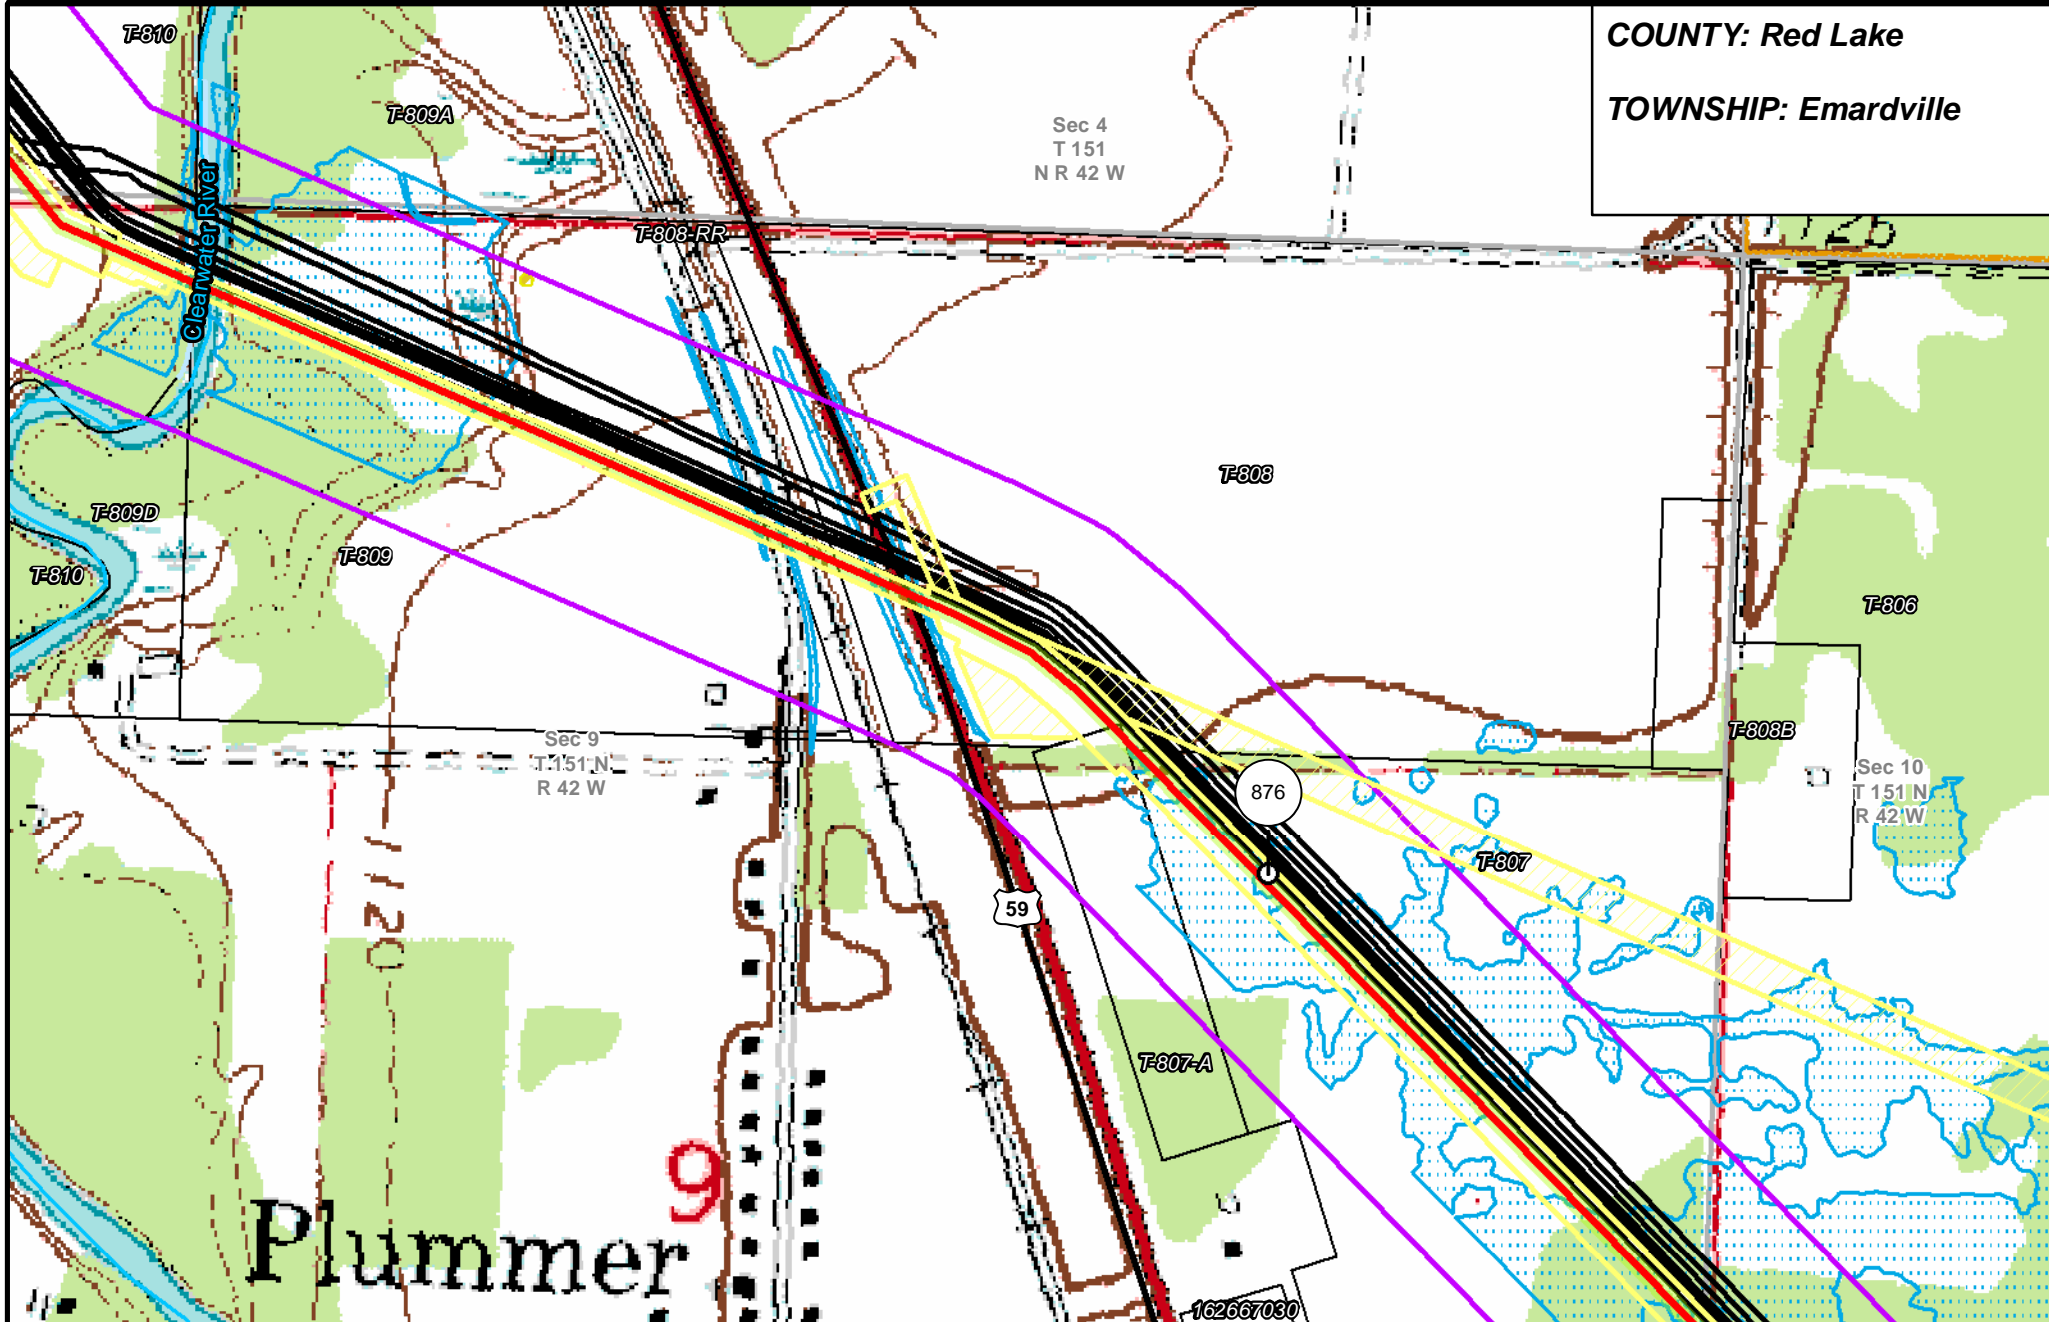 COUNTY: Red Lake
TOWNSHIP: Emardville
T-810
T-809A
Sec 4
T 151
N R 42 W
Clearwater River
T-808-RR
T-808
T-809D
T-809
T-810
T-806
T-808B
Sec 9
T 151 N
R 42 W
Sec 10
T 151 N
R 42 W
876
T-807
59
1120
T-807-A
9
Plummer
162667030